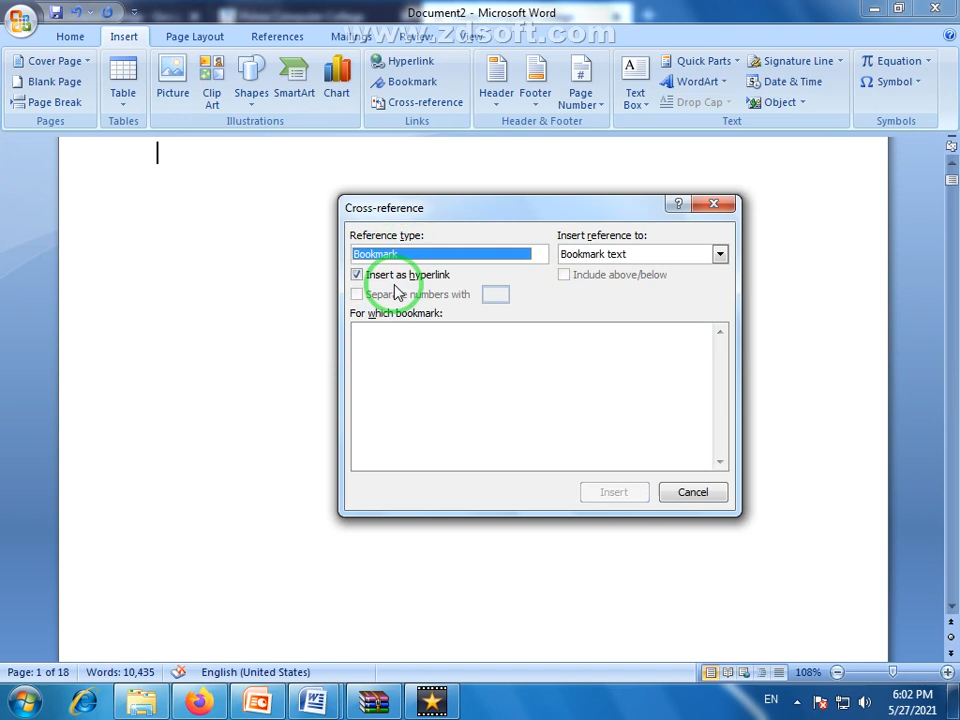 Document2 - Microsoft Word
www.zdsoft.com
Home Insert Page Layout References Mailings Review View
Cover Page
Blank Page
Page Break
Pages
Table
Tables
Picture Clip Art Shapes SmartArt Chart
Illustrations
Hyperlink
Bookmark
Cross-reference
Links
Header Footer Page Number
Header & Footer
Text Box
Quick Parts
WordArt
Drop Cap
Signature Line
Date & Time
Object
Text
Equation
Symbol
Symbols
Cross-reference
Reference type:
Insert reference to:
Bookmark
Bookmark text
Insert as hyperlink
Include above/below
Separate numbers with
For which bookmark:
Insert
Cancel
Page: 1 of 18 Words: 10,435 English (United States) 108%
EN
6:02 PM
5/27/2021